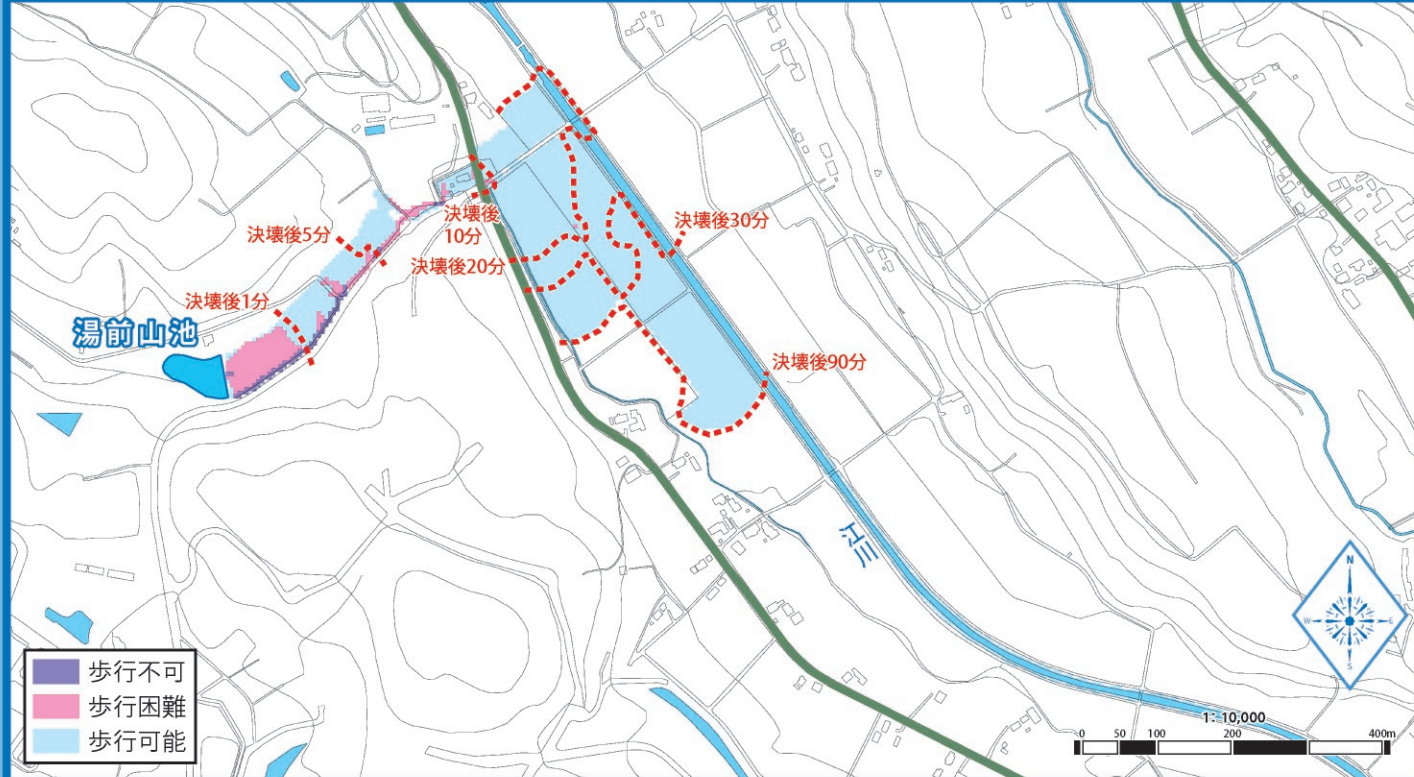 決壊後30分
決壊後
10分
決壊後5分
決壊後20分
決壊後1分
湯前山池
決壊後90分
江川
N
W
E
S
歩行不可
歩行困難
歩行可能
1: 10,000
0 50 100 200 400m